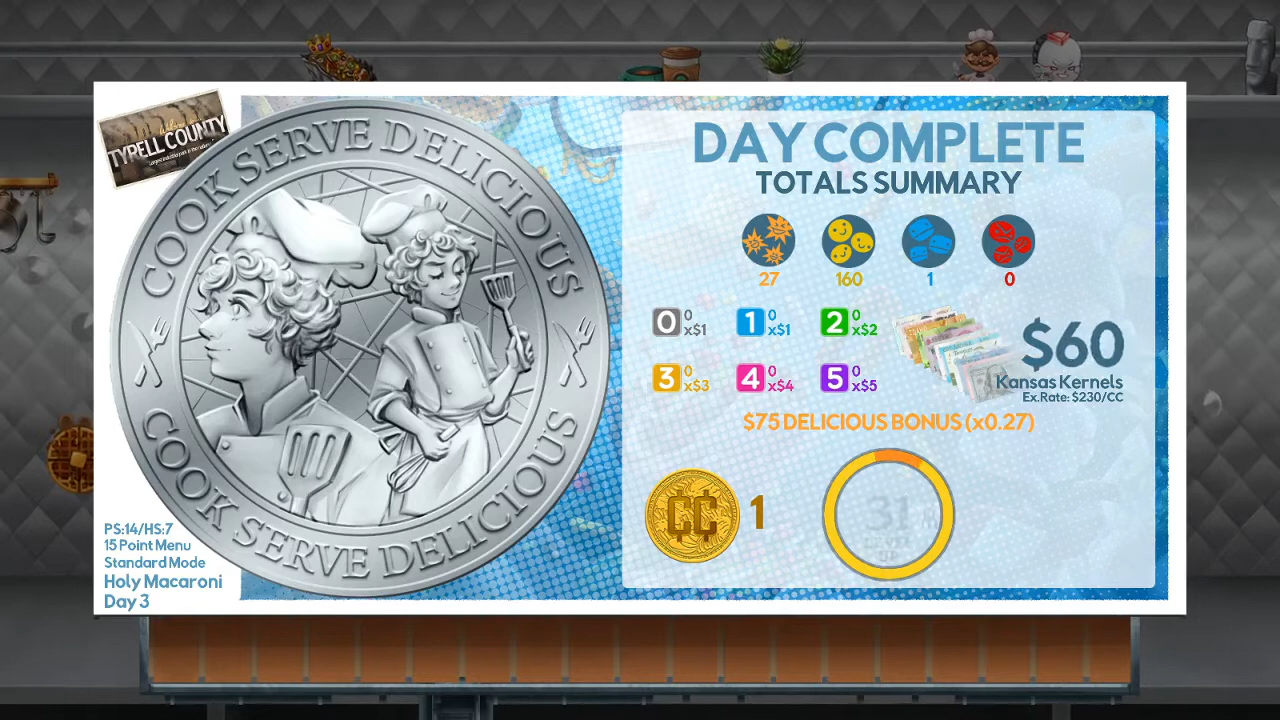 TYRELL COUNTY
COOK SERVE DELICIOUS
COOK SERVE DELICIOUS
PS:14/HS:7
15 Point Menu
Standard Mode
Holy Macaroni
Day 3
DAY COMPLETE
TOTALS SUMMARY
27 160 1 0
0 0 x$1 1 0 x$1 2 0 x$2
3 0 x$3 4 0 x$4 5 0 x$5
$60
Kansas Kernels
Ex.Rate: $230/CC
$75 DELICIOUS BONUS (x0.27)
CC 1
31